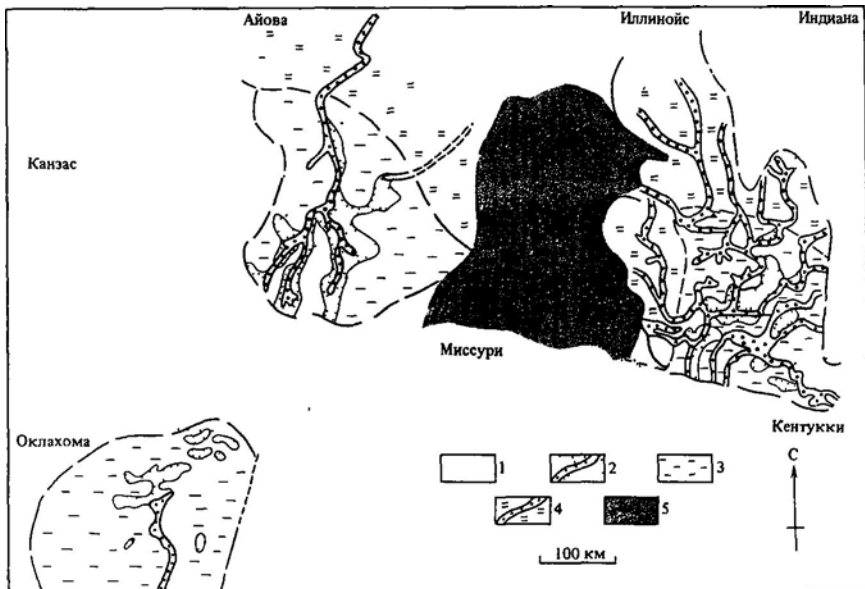 Айова
Иллинойс
Индиана
Канзас
Миссури
Кентукки
Оклахома
С
1
2
3
4
5
100 км